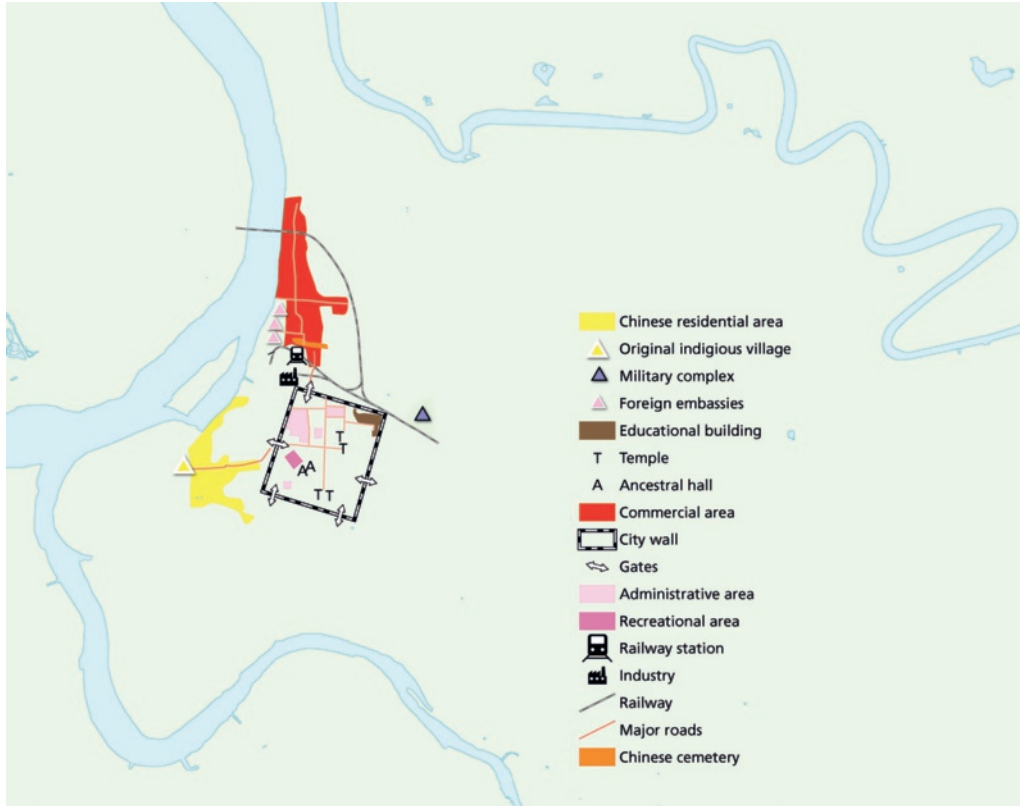 T
T
A A
T T
Chinese residential area
Original indigious village
Military complex
Foreign embassies
Educational building
T Temple
A Ancestral hall
Commercial area
City wall
Gates
Administrative area
Recreational area
Railway station
Industry
Railway
Major roads
Chinese cemetery